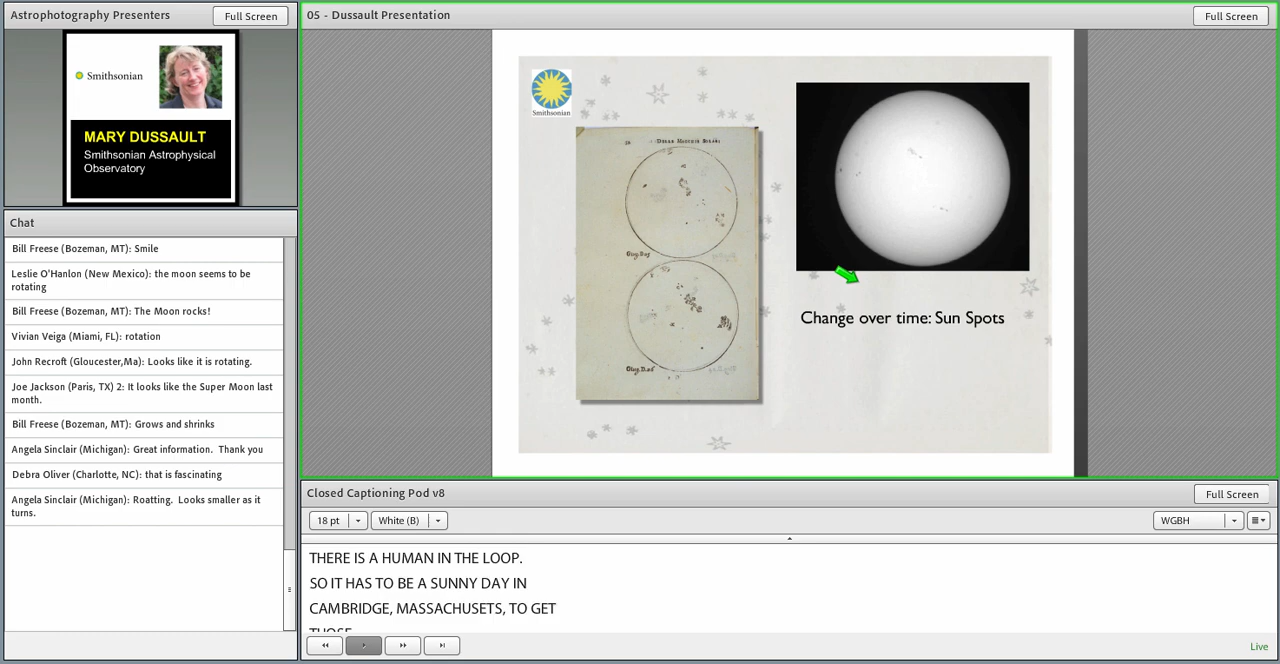 Astrophotography Presenters
Full Screen
Smithsonian
MARY DUSSAULT
Smithsonian Astrophysical
Observatory
Chat
Bill Freese (Bozeman, MT): Smile
Leslie O'Hanlon (New Mexico): the moon seems to be
rotating
Bill Freese (Bozeman, MT): The Moon rocks!
Vivian Veiga (Miami, FL): rotation
John Recroft (Gloucester,Ma): Looks like it is rotating.
Joe Jackson (Paris, TX) 2: It looks like the Super Moon last
month.
Bill Freese (Bozeman, MT): Grows and shrinks
Angela Sinclair (Michigan): Great information.  Thank you
Debra Oliver (Charlotte, NC): that is fascinating
Angela Sinclair (Michigan): Roatting.  Looks smaller as it
turns.
05 - Dussault Presentation
Full Screen
Smithsonian
Change over time: Sun Spots
Closed Captioning Pod v8
Full Screen
18 pt
White (B)
WGBH
THERE IS A HUMAN IN THE LOOP.
SO IT HAS TO BE A SUNNY DAY IN
CAMBRIDGE, MASSACHUSETS, TO GET
THOSE
Live